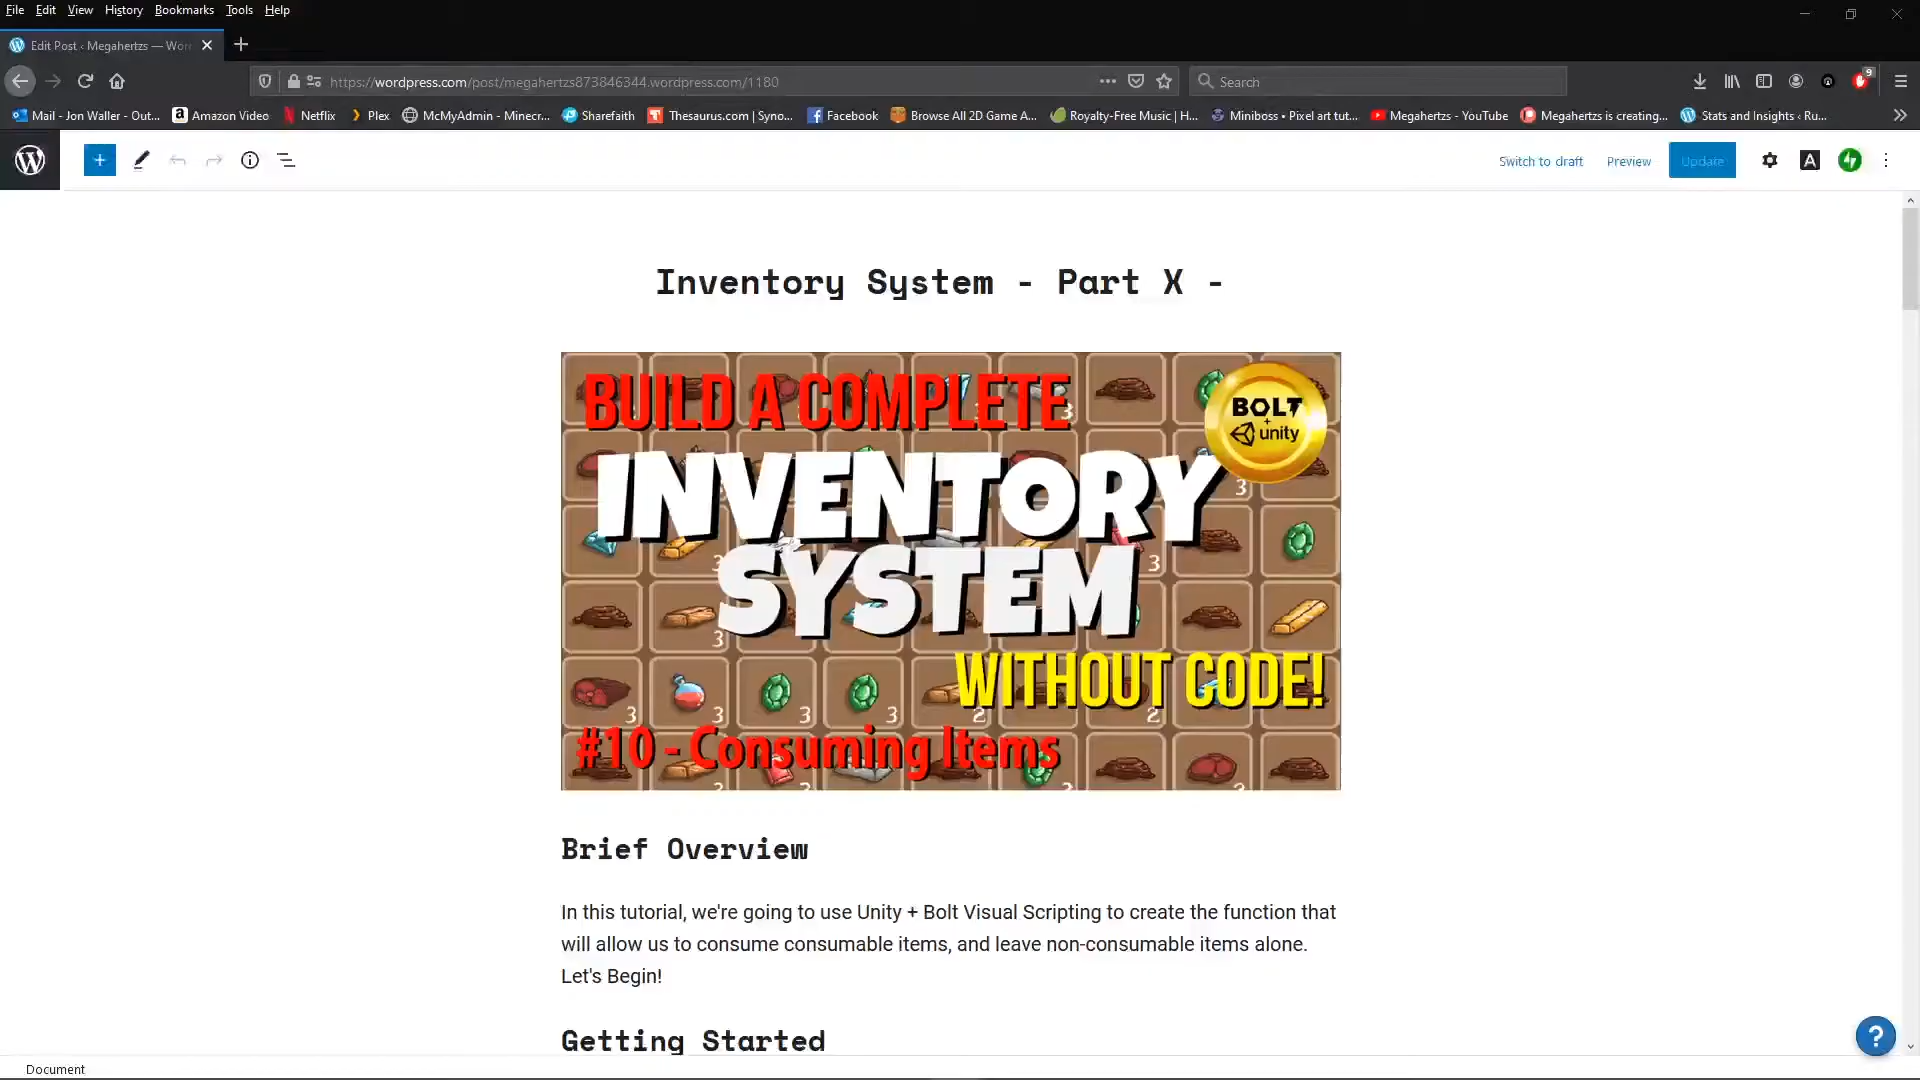 File Edit View History Bookmarks Tools Help
Edit Post ‹ Megahertzs — Wor
https://wordpress.com/post/megahertzs873846344.wordpress.com/1180
Search
9
Mail - Jon Waller - Out...
Amazon Video
Netflix
Plex
McMyAdmin - Minecr...
Sharefaith
Thesaurus.com | Syno...
Facebook
Browse All 2D Game A...
Royalty-Free Music | H...
Miniboss • Pixel art tut...
Megahertzs - YouTube
Megahertzs is creating...
Stats and Insights ‹ Ru...
Switch to draft
Preview
Update
Inventory System - Part X -
BUILD A COMPLETE
BOLT
+
unity
INVENTORY
SYSTEM
WITHOUT CODE!
#10 - Consuming Items
Brief Overview
In this tutorial, we're going to use Unity + Bolt Visual Scripting to create the function that
will allow us to consume consumable items, and leave non-consumable items alone.
Let's Begin!
Getting Started
Document